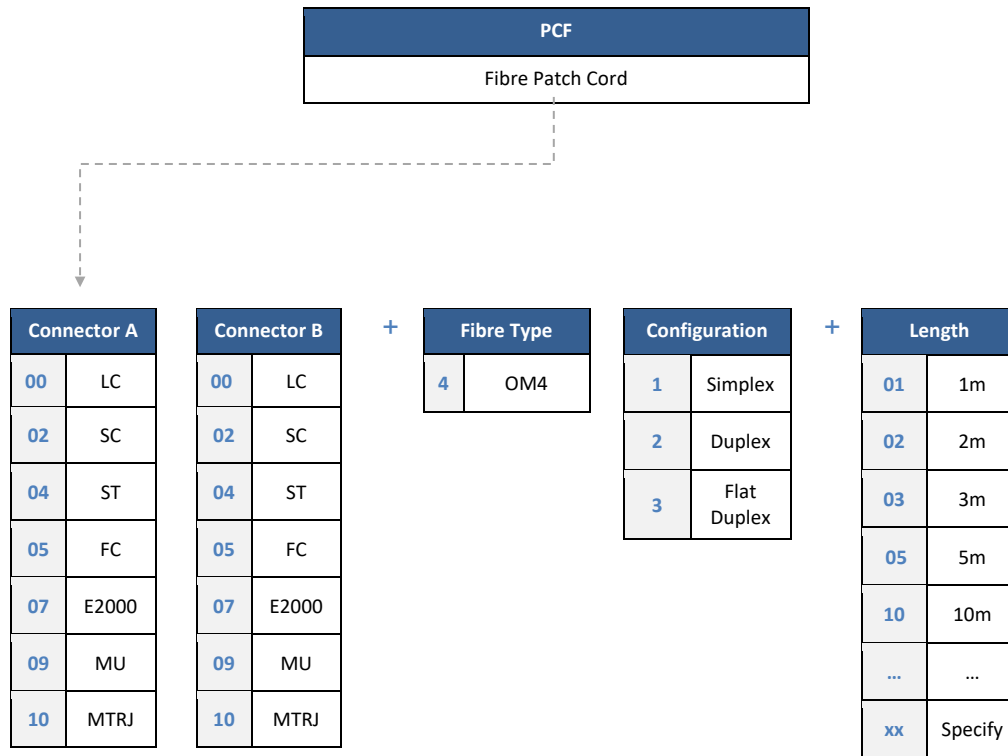 PCF
Fibre Patch Cord
Connector A
00 LC
02 SC
04 ST
05 FC
07 E2000
09 MU
10 MTRJ
Connector B
00 LC
02 SC
04 ST
05 FC
07 E2000
09 MU
10 MTRJ
+
Fibre Type
4 OM4
Configuration
1 Simplex
2 Duplex
3 Flat
Duplex
+
Length
01 1m
02 2m
03 3m
05 5m
10 10m
... ...
xx Specify